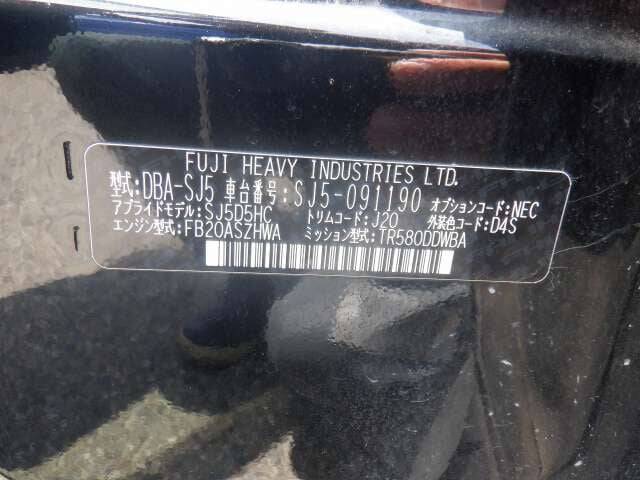 FUJI HEAVY INDUSTRIES LTD.
型式:DBA-SJ5 車台番号:SJ5-091190 オプションコード:NEC
アプライドモデル:SJ5D5HC トリムコード:J20 外装色コード:D4S
エンジン型式:FB20ASZHWA ミッション型式:TR580DDWBA